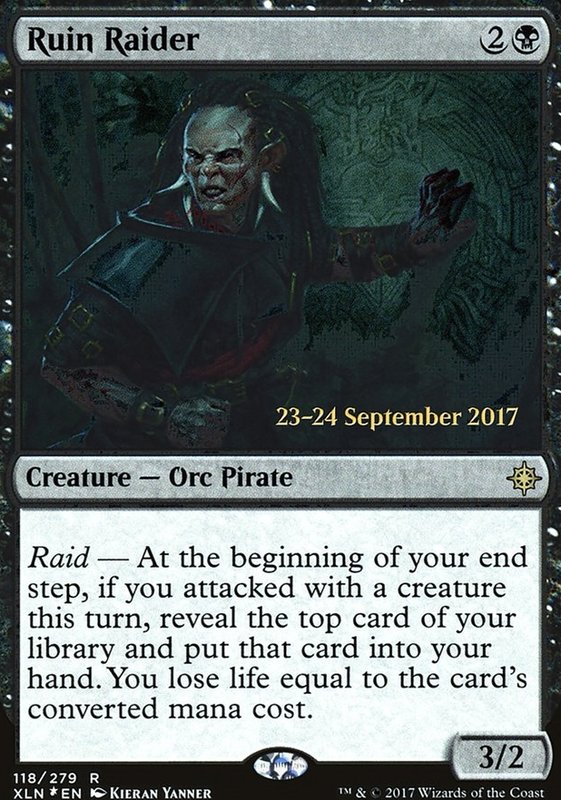 Ruin Raider 2
23–24 September 2017
Creature — Orc Pirate
Raid — At the beginning of your end
step, if you attacked with a creature
this turn, reveal the top card of your
library and put that card into your
hand. You lose life equal to the card's
converted mana cost.
3/2
118/279 R
XLN ★ EN Kieran Yanner ™ & © 2017 Wizards of the Coast